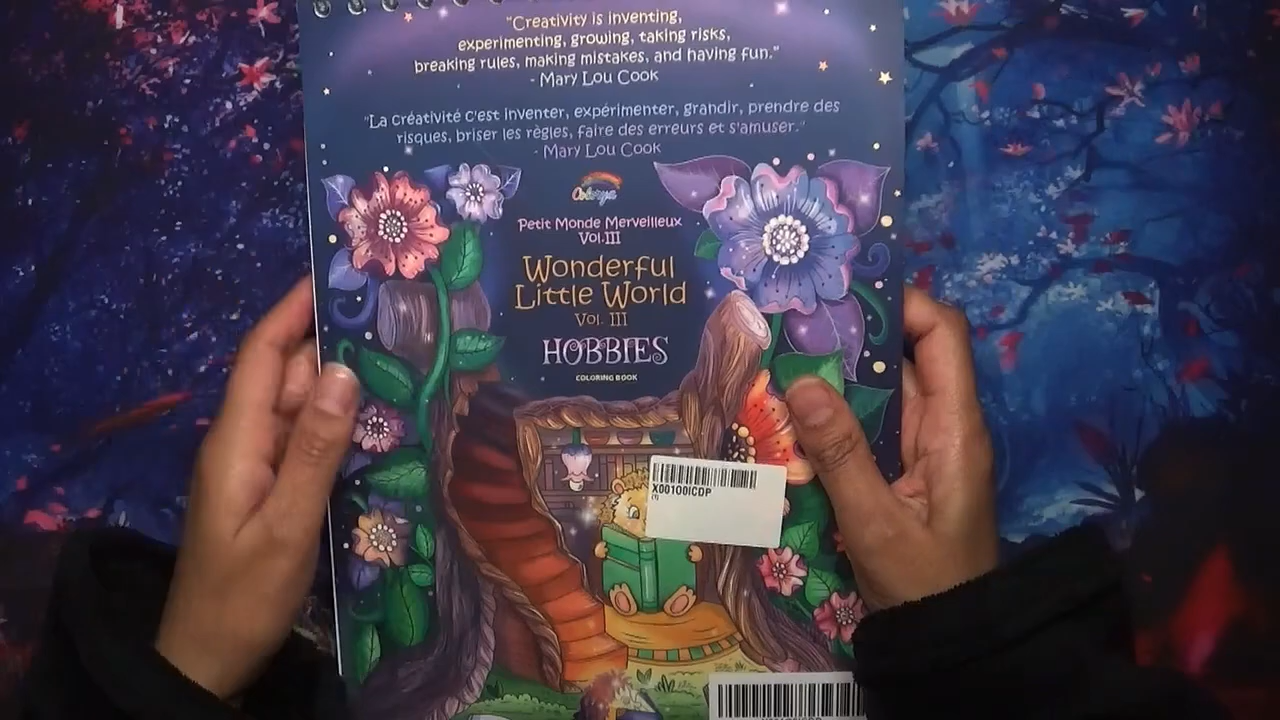 "Creativity is inventing,
experimenting, growing, taking risks,
breaking rules, making mistakes, and having fun."
- Mary Lou Cook
"La créativité c'est inventer, expérimenter, grandir, prendre des
risques, briser les règles, faire des erreurs et s'amuser."
- Mary Lou Cook
Colorya
Petit Monde Merveilleux
Vol.III
Wonderful
Little World
Vol. III
HOBBIES
COLORING BOOK
X00100ICDP